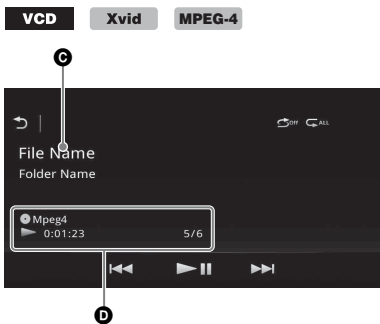 VCD Xvid MPEG-4
C
OFF ALL
File Name
Folder Name
Mpeg4
0:01:23 5/6
D